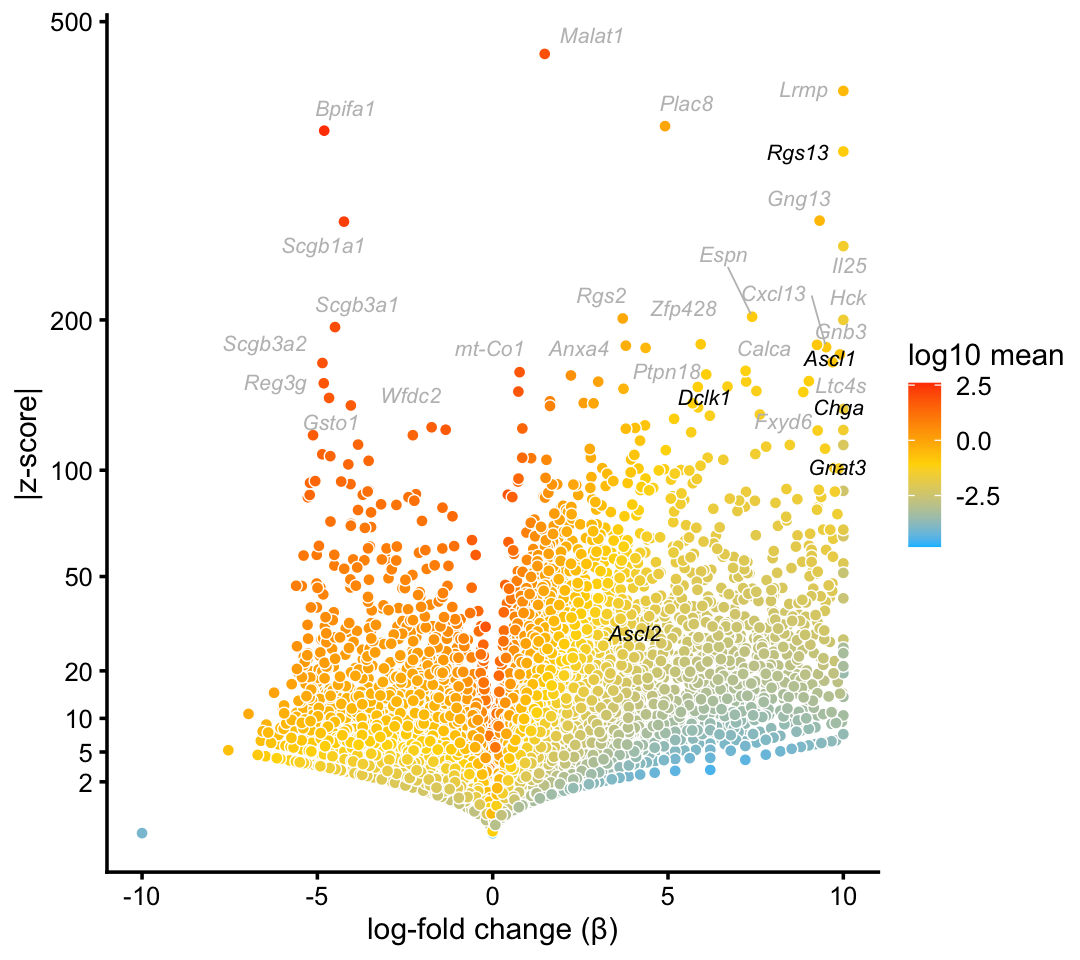 500
Malat1
Lrmp
Bpifa1
Plac8
Rgs13
Gng13
Scgb1a1
Espn
Il25
Rgs2
Cxcl13
Hck
Scgb3a1
Zfp428
200
Gnb3
Scgb3a2
mt-Co1
Anxa4
Calca
Ascl1
log10 mean
Reg3g
Wfdc2
Ptpn18
Ltc4s
2.5
|z-score|
Dclk1
Chga
Gsto1
Fxyd6
0.0
100
Gnat3
-2.5
50
Ascl2
20
10
5
2
-10
-5
0
5
10
log-fold change (β)